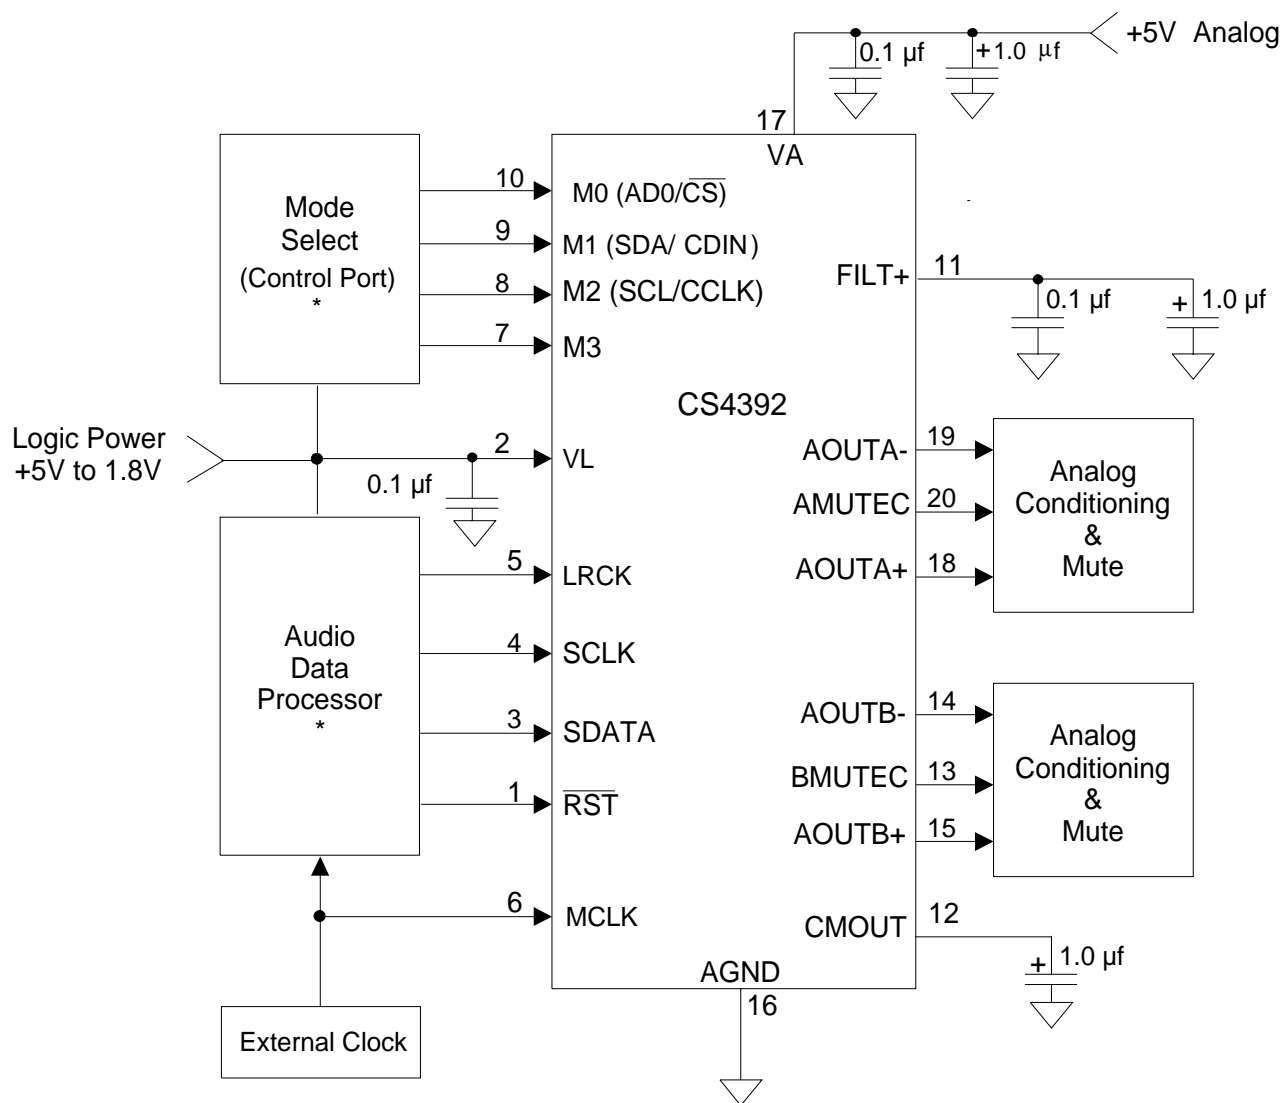 +5V Analog
0.1 µf
+ 1.0 µf
17
VA
Mode
Select
(Control Port)
*
10
M0 (AD0/C̅S̅)
9
M1 (SDA/ CDIN)
8
M2 (SCL/CCLK)
7
M3
FILT+
11
0.1 µf
+ 1.0 µf
CS4392
Logic Power
+5V to 1.8V
2
VL
0.1 µf
AOUTA-
19
AMUTEC
20
AOUTA+
18
Analog
Conditioning
&
Mute
Audio
Data
Processor
*
5
LRCK
4
SCLK
3
SDATA
1
R̅S̅T̅
6
MCLK
AOUTB-
14
BMUTEC
13
AOUTB+
15
Analog
Conditioning
&
Mute
CMOUT
12
+ 1.0 µf
AGND
16
External Clock